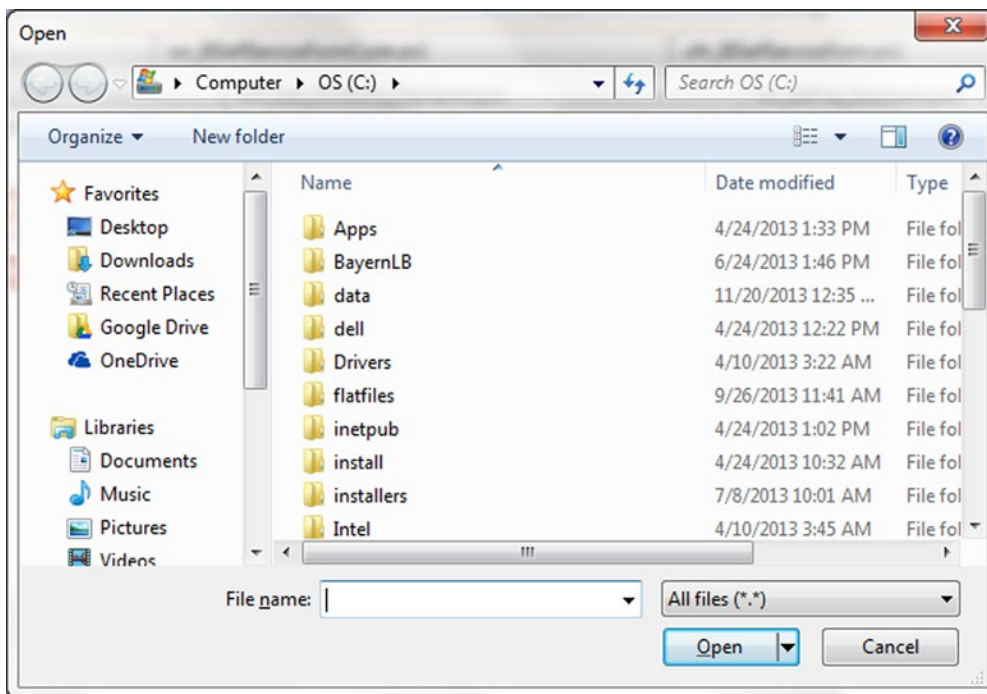 Open
Computer OS (C:) Search OS (C:)
Organize New folder
Favorites
Desktop
Downloads
Recent Places
Google Drive
OneDrive
Libraries
Documents
Music
Pictures
Videos
Name Date modified Type
Apps 4/24/2013 1:33 PM File fol
BayernLB 6/24/2013 1:46 PM File fol
data 11/20/2013 12:35 ... File fol
dell 4/24/2013 12:22 PM File fol
Drivers 4/10/2013 3:22 AM File fol
flatfiles 9/26/2013 11:41 AM File fol
inetpub 4/24/2013 1:02 PM File fol
install 4/24/2013 10:32 AM File fol
installers 7/8/2013 10:01 AM File fol
Intel 4/10/2013 3:45 AM File fol
File name: All files (*.*)
Open Cancel